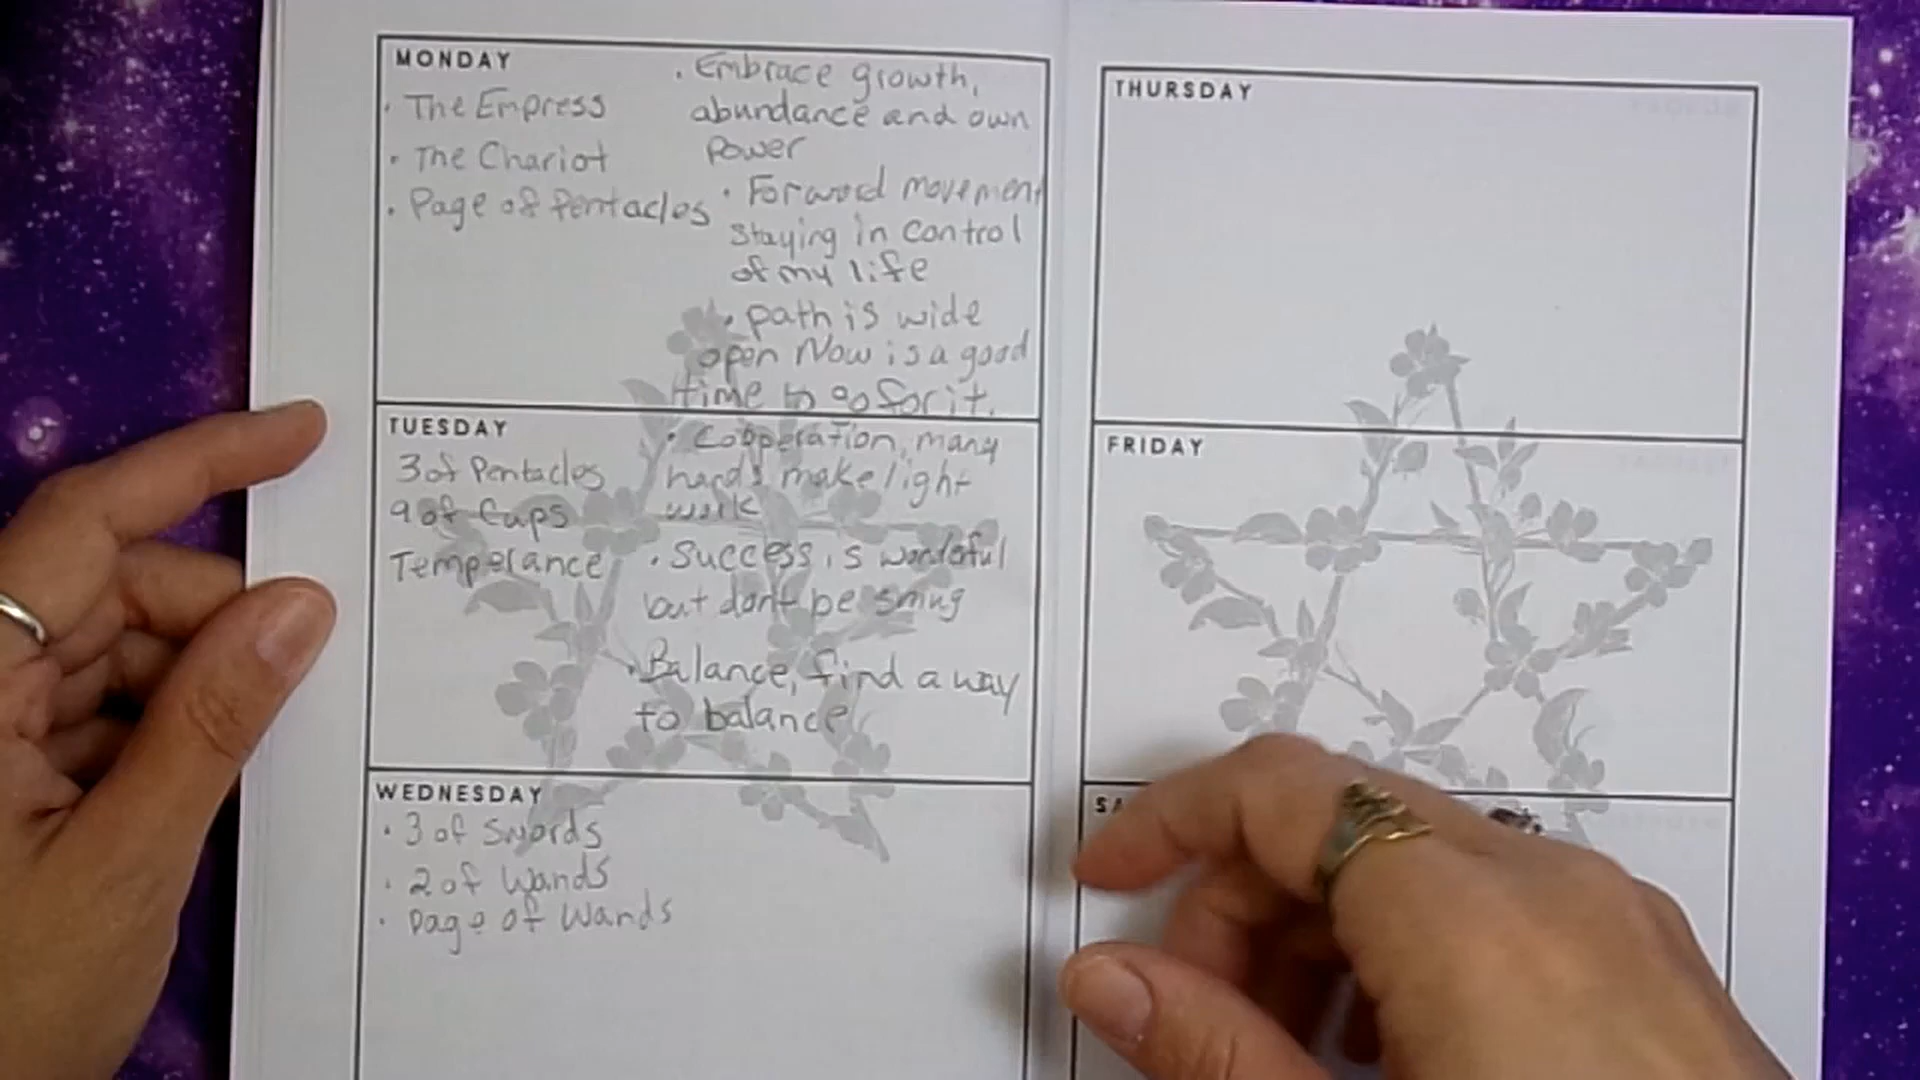 MONDAY
· The Empress
· The Chariot
· Page of Pentacles
· Embrace growth,
abundance and own
power
· Forward movement
staying in control
of my life
· path is wide
open Now is a good
time to go for it.
TUESDAY
3 of Pentacles
9 of Cups
Temperance
· Cooperation, many
hands make light
work
· Success is wonderful
but dont be smug
· Balance, find a way
to balance
WEDNESDAY
· 3 of Swords
· 2 of Wands
· Page of Wands
THURSDAY
FRIDAY